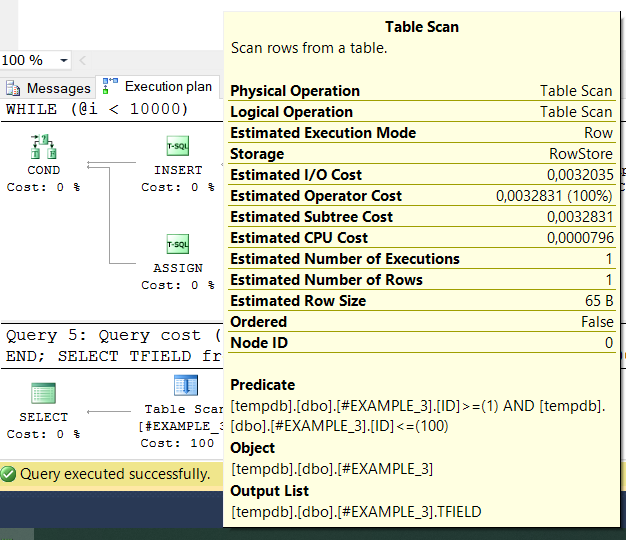 100 %
Messages
Execution plan
WHILE (@i < 10000)
COND
Cost: 0 %
INSERT
Cost: 0 %
T-SQL
T-SQL
ASSIGN
Cost: 0 %
Query 5: Query cost (
END; SELECT TFIELD fr
SELECT
Cost: 0 %
Table Scan
[#EXAMPLE_3
Cost: 100
Query executed successfully.
Table Scan
Scan rows from a table.
Physical Operation Table Scan
Logical Operation Table Scan
Estimated Execution Mode Row
Storage RowStore
Estimated I/O Cost 0,0032035
Estimated Operator Cost 0,0032831 (100%)
Estimated Subtree Cost 0,0032831
Estimated CPU Cost 0,0000796
Estimated Number of Executions 1
Estimated Number of Rows 1
Estimated Row Size 65 B
Ordered False
Node ID 0
Predicate
[tempdb].[dbo].[#EXAMPLE_3].[ID]>=(1) AND [tempdb].
[dbo].[#EXAMPLE_3].[ID]<=(100)
Object
[tempdb].[dbo].[#EXAMPLE_3]
Output List
[tempdb].[dbo].[#EXAMPLE_3].TFIELD